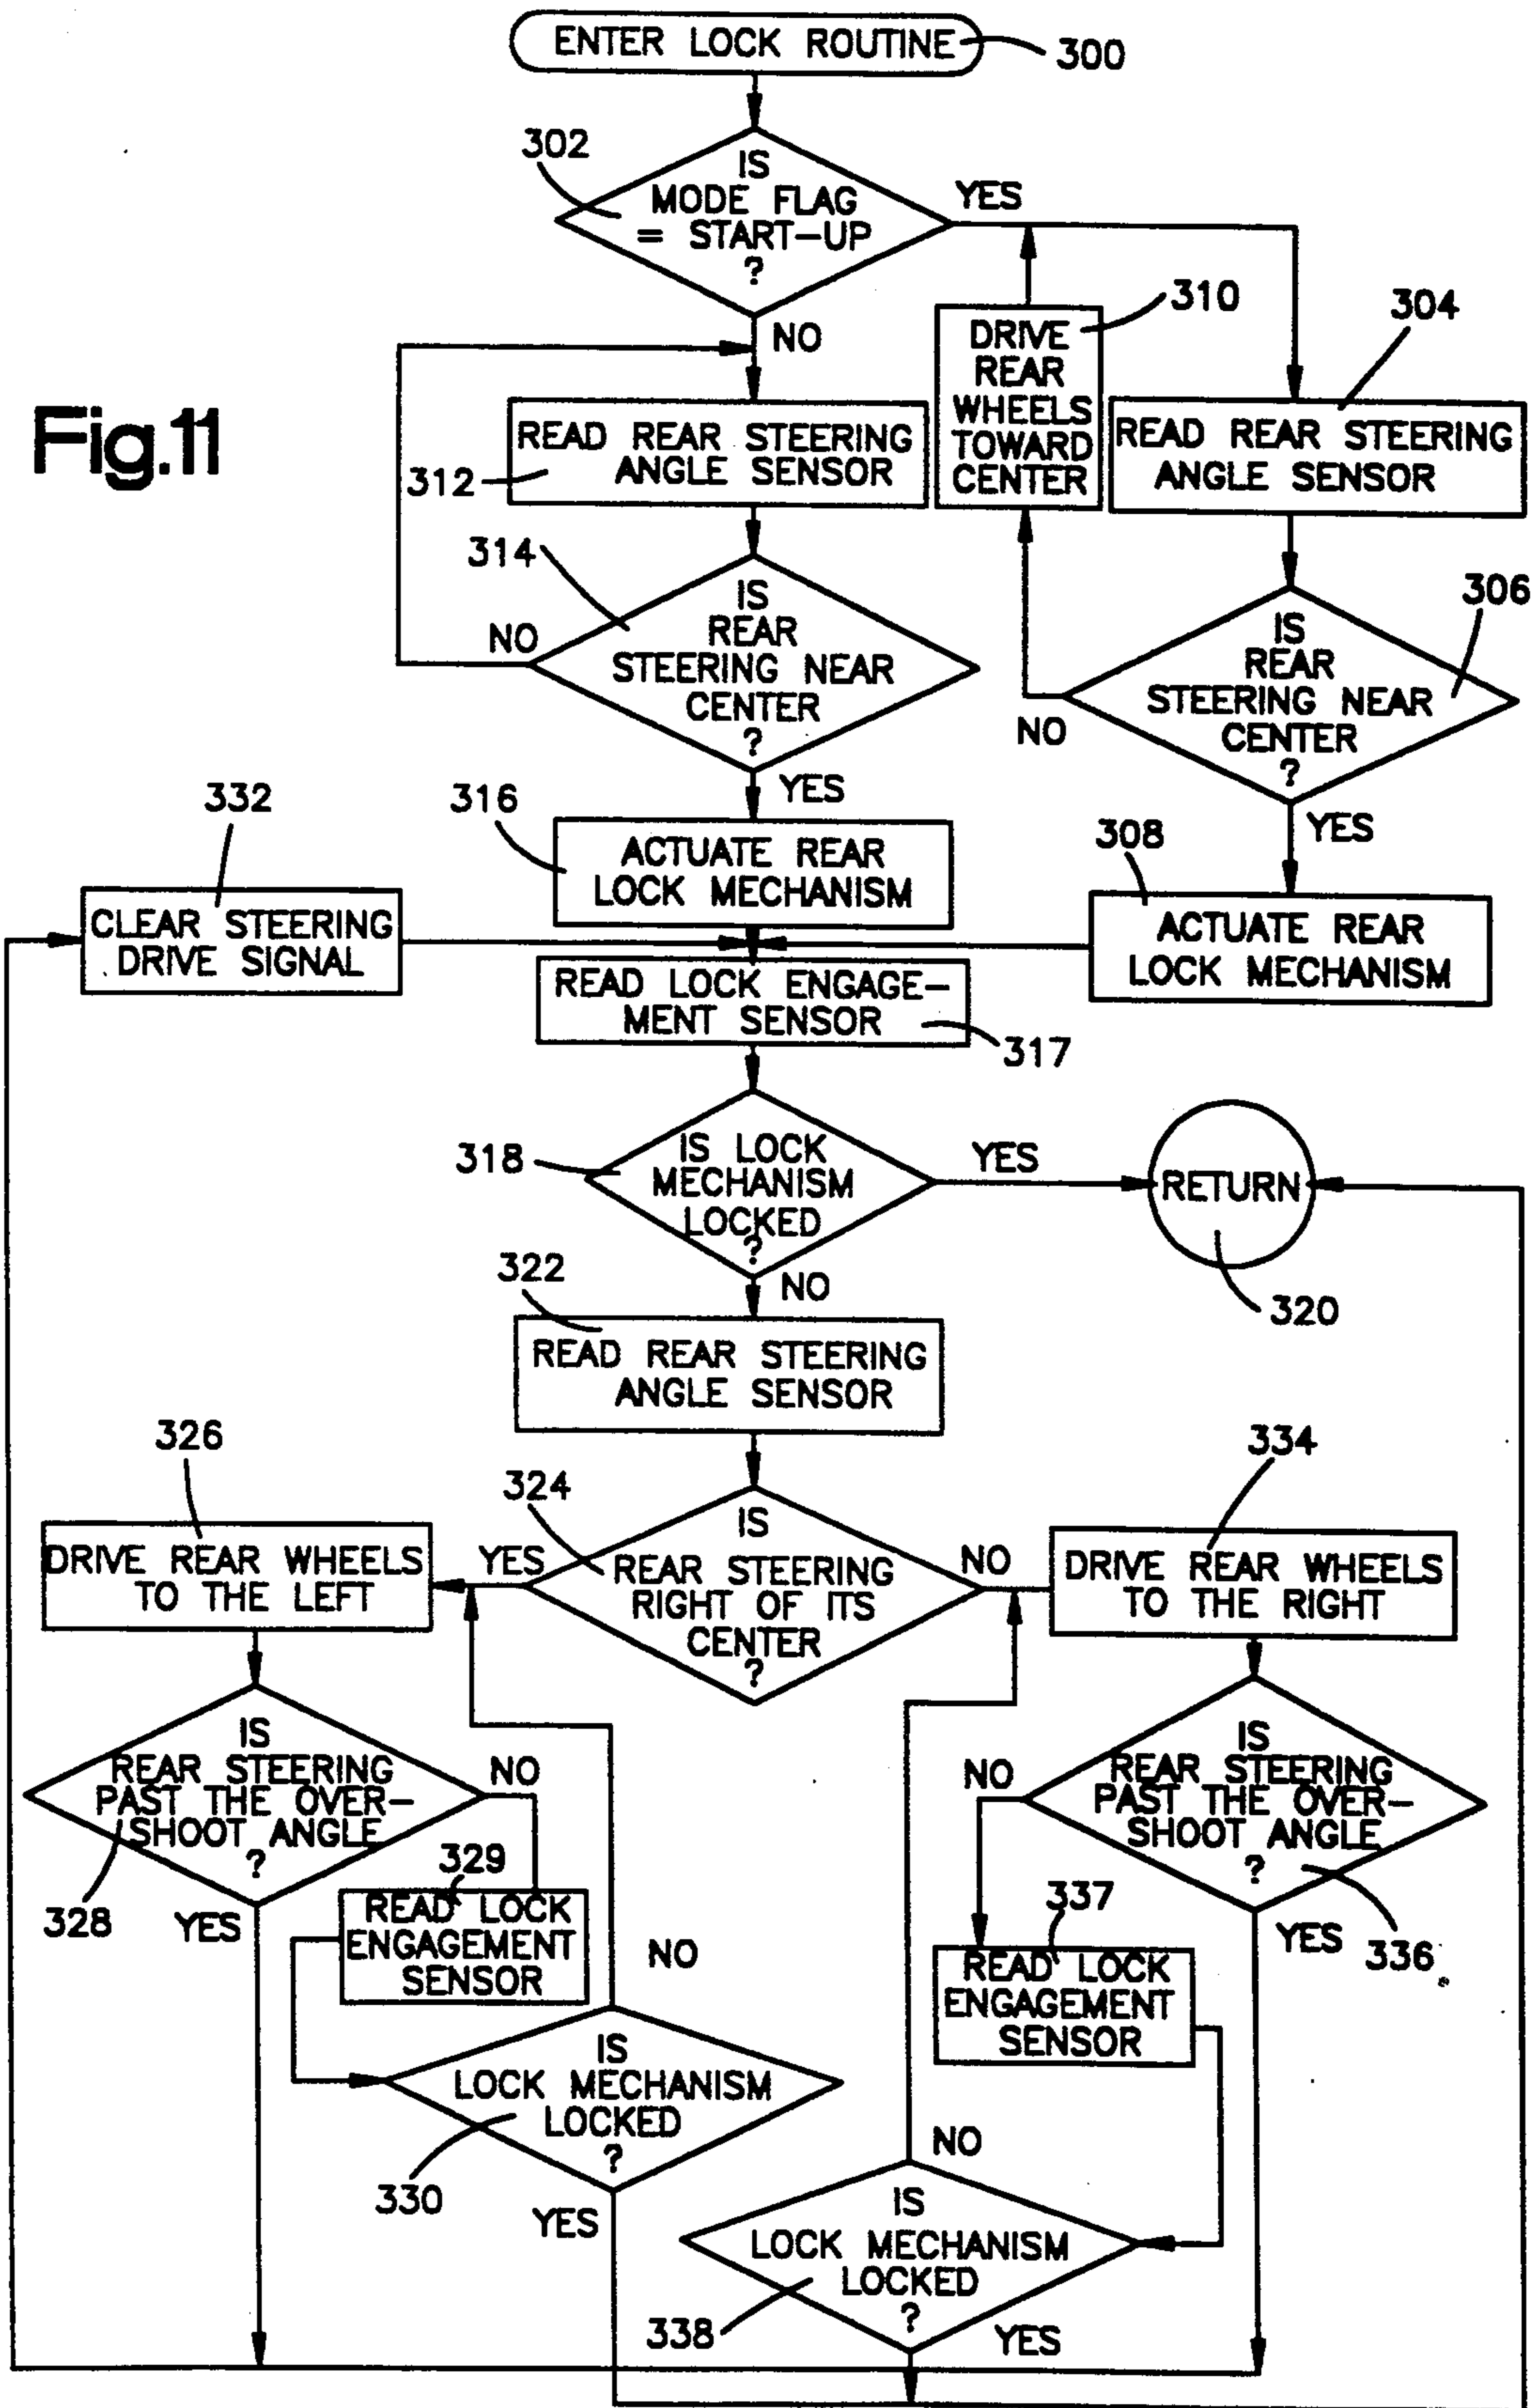 ENTER LOCK ROUTINE
300
302
IS
MODE FLAG
= START-UP
?
YES
NO
310
DRIVE
REAR
WHEELS
TOWARD
CENTER
304
READ REAR STEERING
ANGLE SENSOR
Fig.11
READ REAR STEERING
ANGLE SENSOR
312
314
IS
REAR
STEERING NEAR
CENTER
?
NO
YES
306
IS
REAR
STEERING NEAR
CENTER
?
NO
YES
332
CLEAR STEERING
DRIVE SIGNAL
316
ACTUATE REAR
LOCK MECHANISM
308
ACTUATE REAR
LOCK MECHANISM
READ LOCK ENGAGE-
MENT SENSOR
317
318
IS LOCK
MECHANISM
LOCKED
?
YES
NO
RETURN
320
322
READ REAR STEERING
ANGLE SENSOR
324
IS
REAR STEERING
RIGHT OF ITS
CENTER
?
YES
NO
326
DRIVE REAR WHEELS
TO THE LEFT
334
DRIVE REAR WHEELS
TO THE RIGHT
IS
REAR STEERING
PAST THE OVER-
SHOOT ANGLE
?
328
NO
YES
329
READ LOCK
ENGAGEMENT
SENSOR
NO
IS
LOCK MECHANISM
LOCKED
?
330
YES
IS
REAR STEERING
PAST THE OVER-
SHOOT ANGLE
?
336
NO
YES
337
READ LOCK
ENGAGEMENT
SENSOR
NO
IS
LOCK MECHANISM
LOCKED
?
338
YES